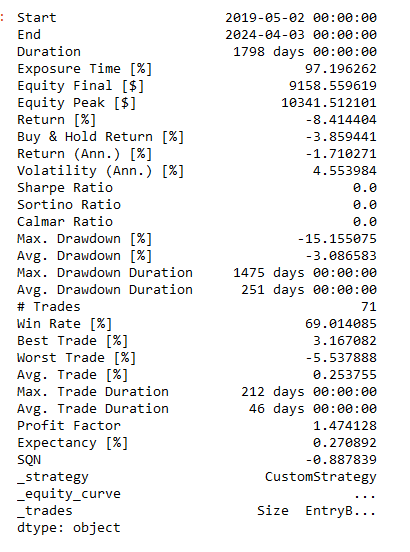 : Start 2019-05-02 00:00:00
End 2024-04-03 00:00:00
Duration 1798 days 00:00:00
Exposure Time [%] 97.196262
Equity Final [$] 9158.559619
Equity Peak [$] 10341.512101
Return [%] -8.414404
Buy & Hold Return [%] -3.859441
Return (Ann.) [%] -1.710271
Volatility (Ann.) [%] 4.553984
Sharpe Ratio 0.0
Sortino Ratio 0.0
Calmar Ratio 0.0
Max. Drawdown [%] -15.155075
Avg. Drawdown [%] -3.086583
Max. Drawdown Duration 1475 days 00:00:00
Avg. Drawdown Duration 251 days 00:00:00
# Trades 71
Win Rate [%] 69.014085
Best Trade [%] 3.167082
Worst Trade [%] -5.537888
Avg. Trade [%] 0.253755
Max. Trade Duration 212 days 00:00:00
Avg. Trade Duration 46 days 00:00:00
Profit Factor 1.474128
Expectancy [%] 0.270892
SQN -0.887839
_strategy CustomStrategy
_equity_curve ...
_trades Size EntryB...
dtype: object